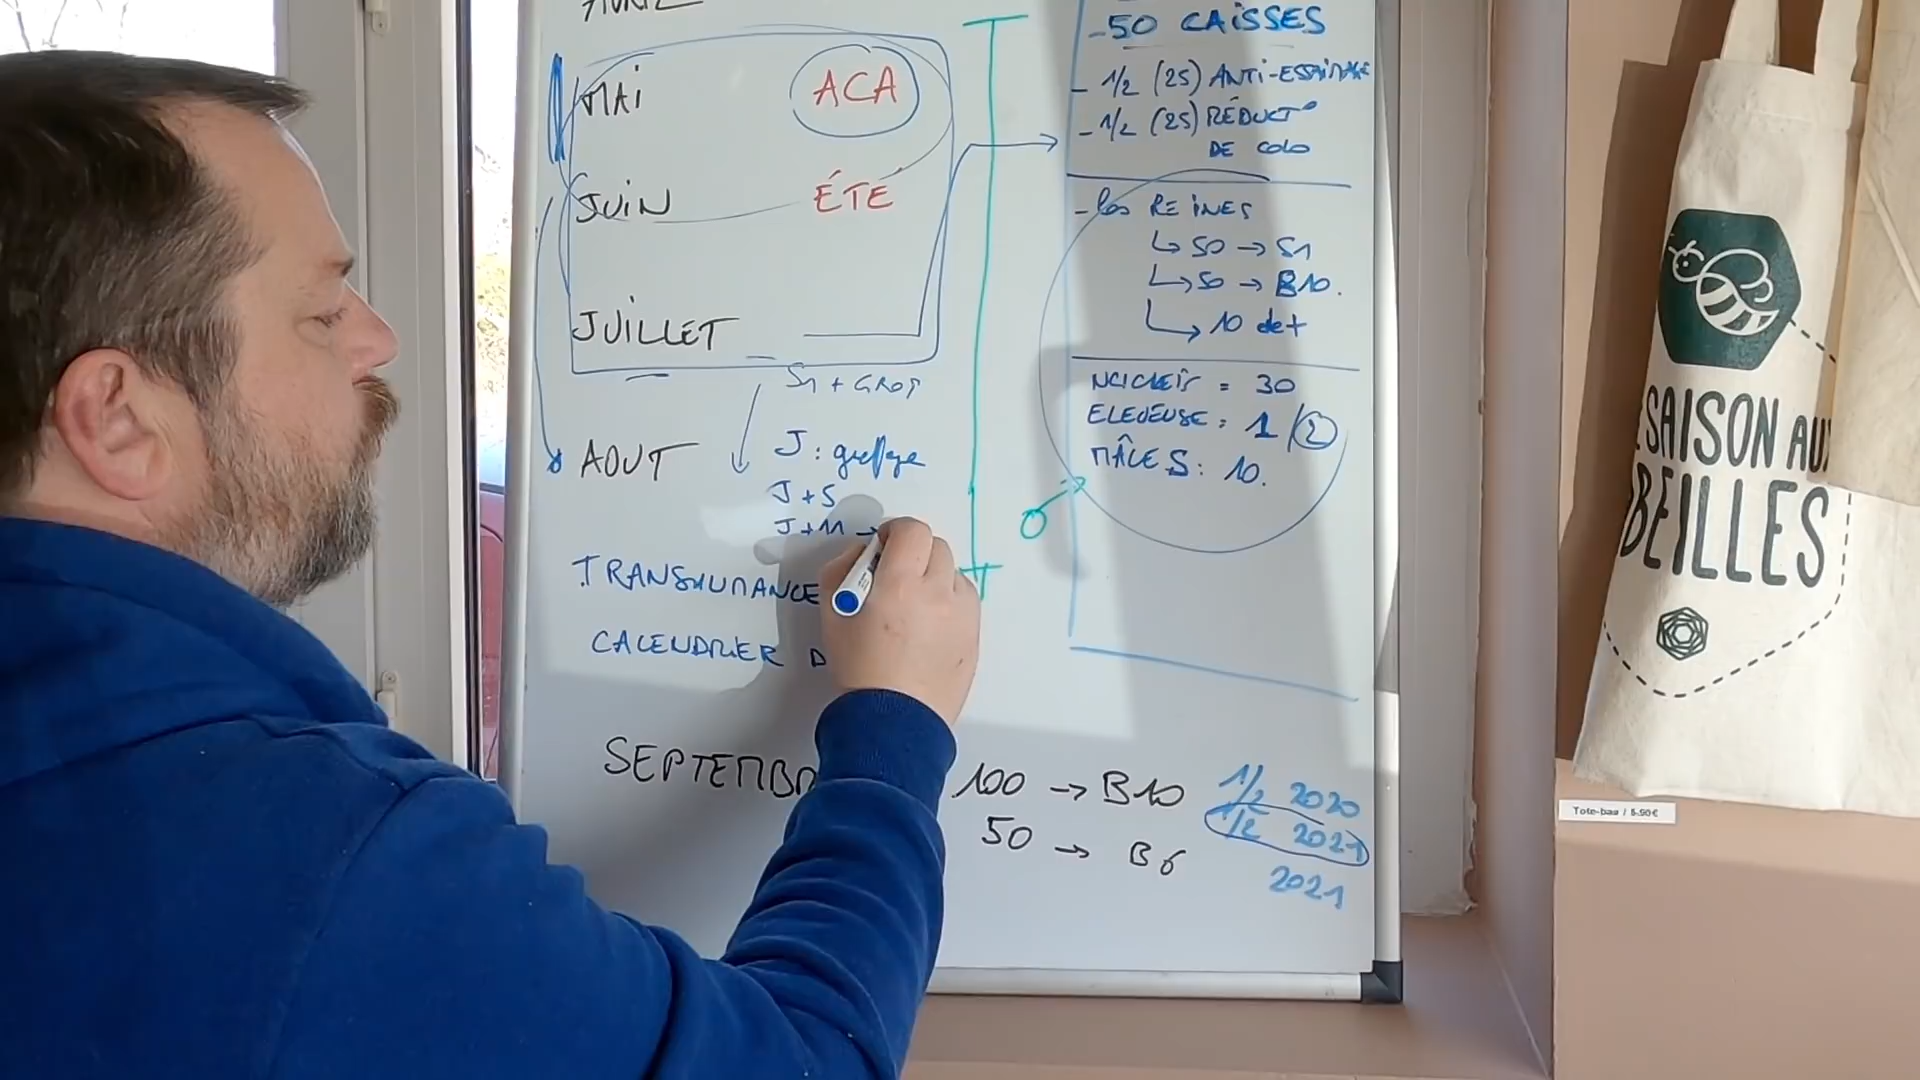 AVRIL
MAI
ACA
JUIN
ÉTÉ
JUILLET
S1 + GROS
AOUT
J : greffage
J + 5
J + 11 →
TRANSHUMANCE
CALENDRIER D
SEPTEMBR
100 → B10
50 → B6
1/2 2020
1/2 2021
2021
- 50 CAISSES
- 1/2 (25) ANTI-ESSAIMAGE
- 1/2 (25) RÉDUCT°
DE COLO
- les REINES
↳ 50 → S1
↳ 50 → B10.
↳ 10 de +
NUCLEIS = 30
ELEVEUSE : 1 / 2
MÂLES : 10.
SAISON AUX
BEILLES
Tote-bag / 5.90€